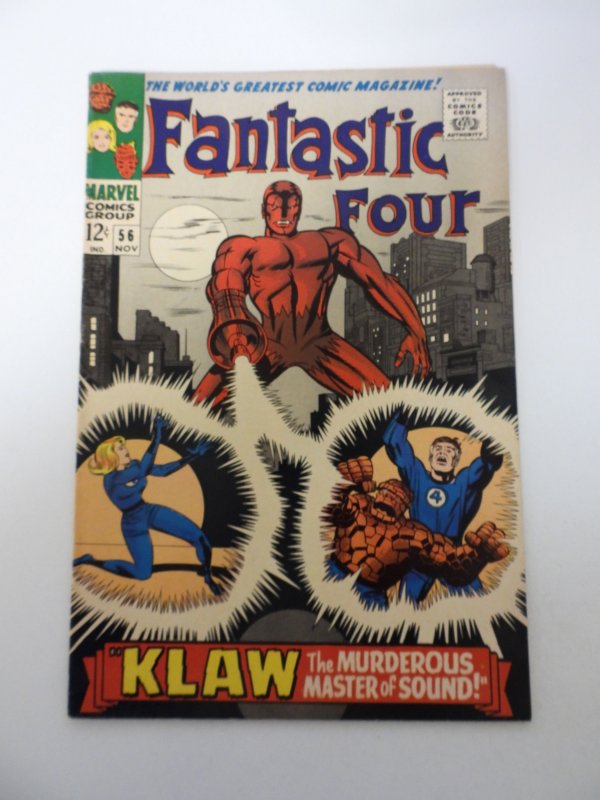 THE WORLD'S GREATEST COMIC MAGAZINE!
Fantastic
Four
APPROVED
BY THE
COMICS
CODE
CA
AUTHORITY
MARVEL
COMICS
GROUP
12¢ 56
IND. NOV
4
"KLAW The MURDEROUS
MASTER of SOUND!"